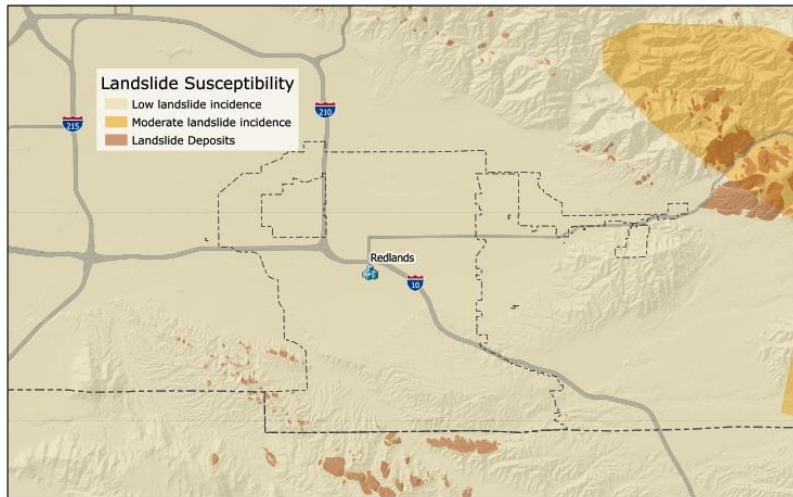 Landslide Susceptibility
Low landslide incidence
Moderate landslide incidence
Landslide Deposits
215
210
Redlands
10